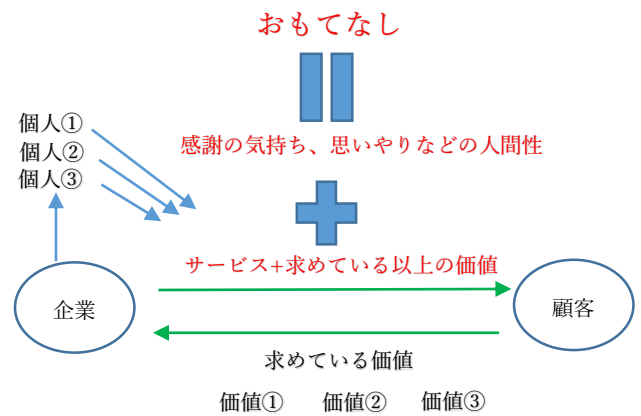 おもてなし
個人①
個人②
個人③
感謝の気持ち、思いやりなどの人間性
サービス+求めている以上の価値
企業
顧客
求めている価値
価値① 価値② 価値③